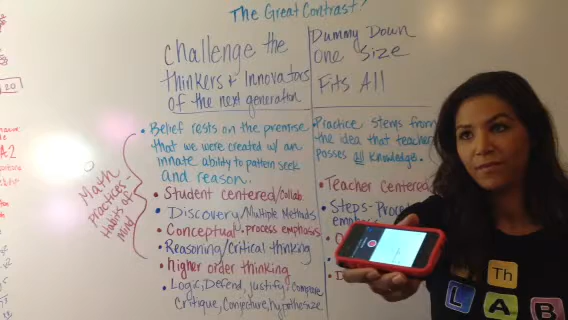 The Great Contrast?
challenge the
thinkers & Innovators
of the next generation
Dummy Down
One Size
Fits All
• Belief rests on the premise
that we were created w/ an
innate ability to pattern seek
and reason.
• Student centered/Collab.
• Discovery/Multiple Methods
• Conceptual & process emphasis
• Reasoning/Critical thinking
• higher order thinking
• Logic, Defend, justify, compare
Critique, Conjecture, hypothesize
Math
practices-
Habits of
mind
Practice stems from
the idea that teacher
posses all knowledge.
• Teacher Centered
• Steps-Proce
empha
20
A2
Th
L A B